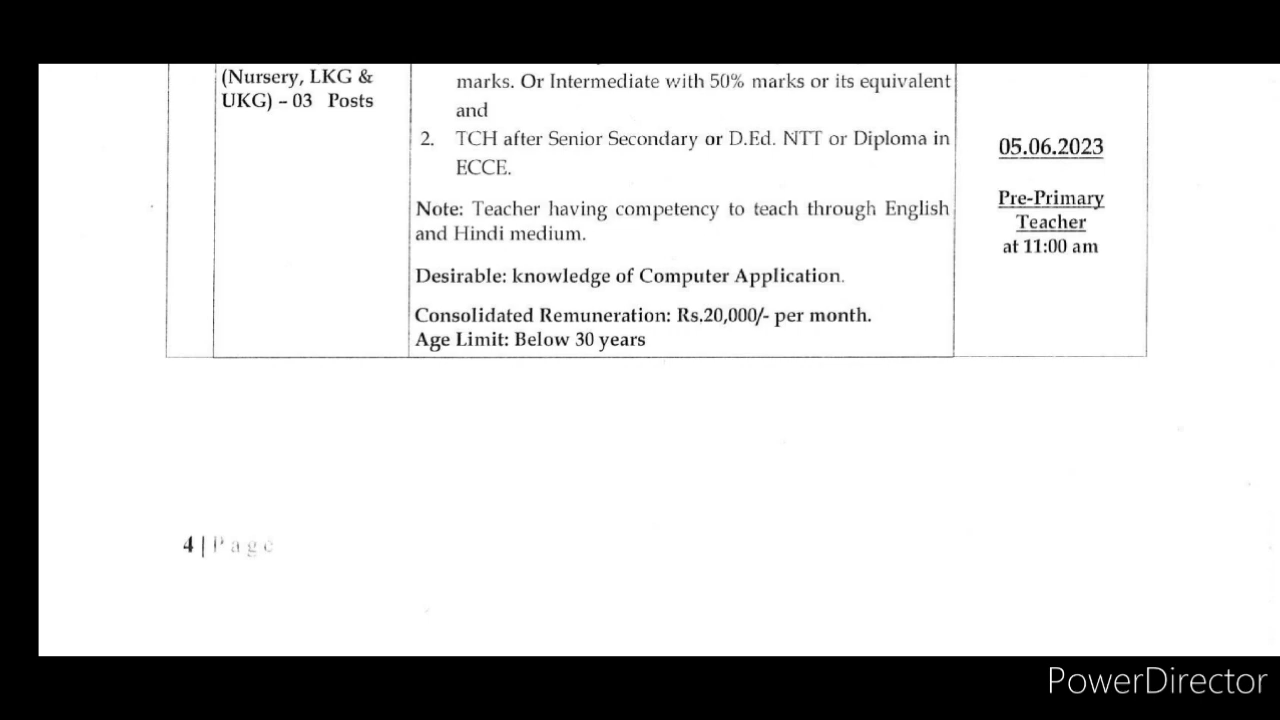 (Nursery, LKG &
UKG) – 03 Posts
marks. Or Intermediate with 50% marks or its equivalent
and
2. TCH after Senior Secondary or D.Ed. NTT or Diploma in
ECCE.
Note: Teacher having competency to teach through English
and Hindi medium.
Desirable: knowledge of Computer Application.
Consolidated Remuneration: Rs.20,000/- per month.
Age Limit: Below 30 years
05.06.2023
Pre-Primary
Teacher
at 11:00 am
4 | Page
PowerDirector